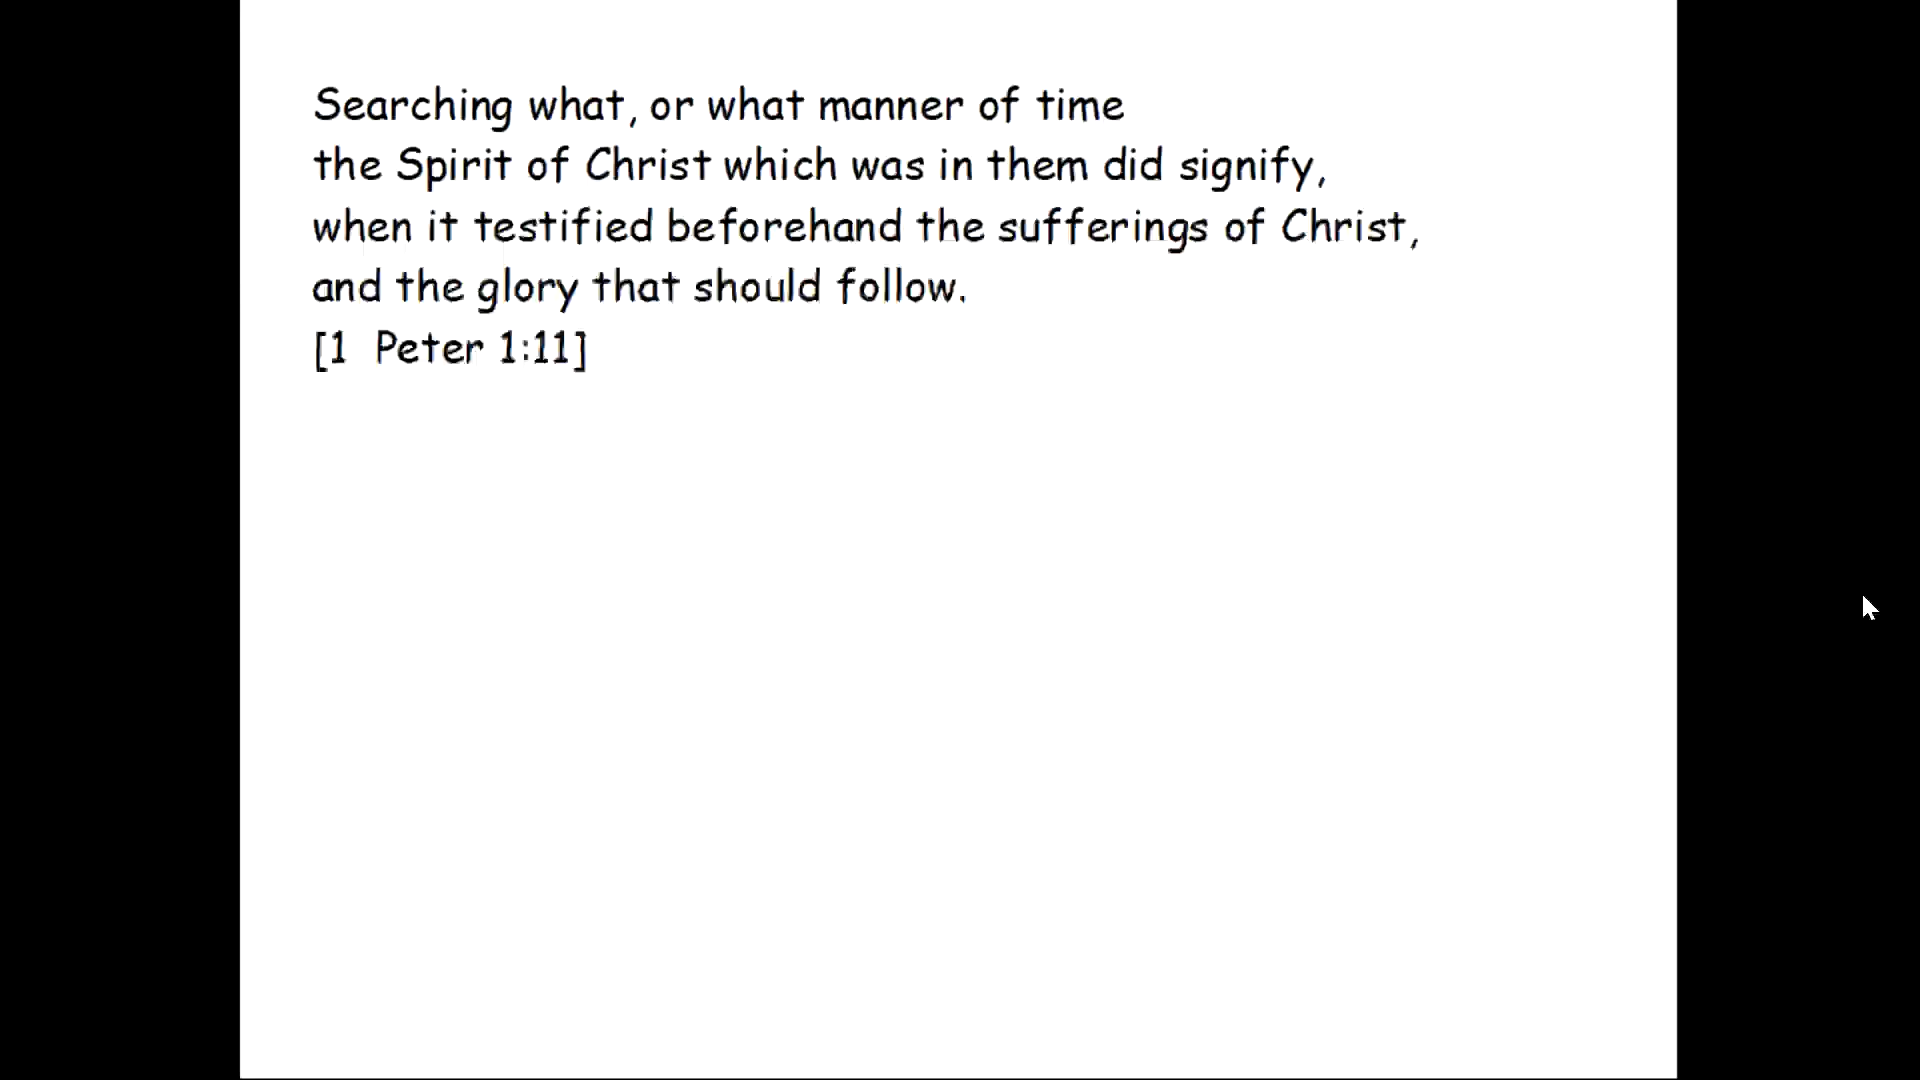 Searching what, or what manner of time
the Spirit of Christ which was in them did signify,
when it testified beforehand the sufferings of Christ,
and the glory that should follow.
[1  Peter 1:11]